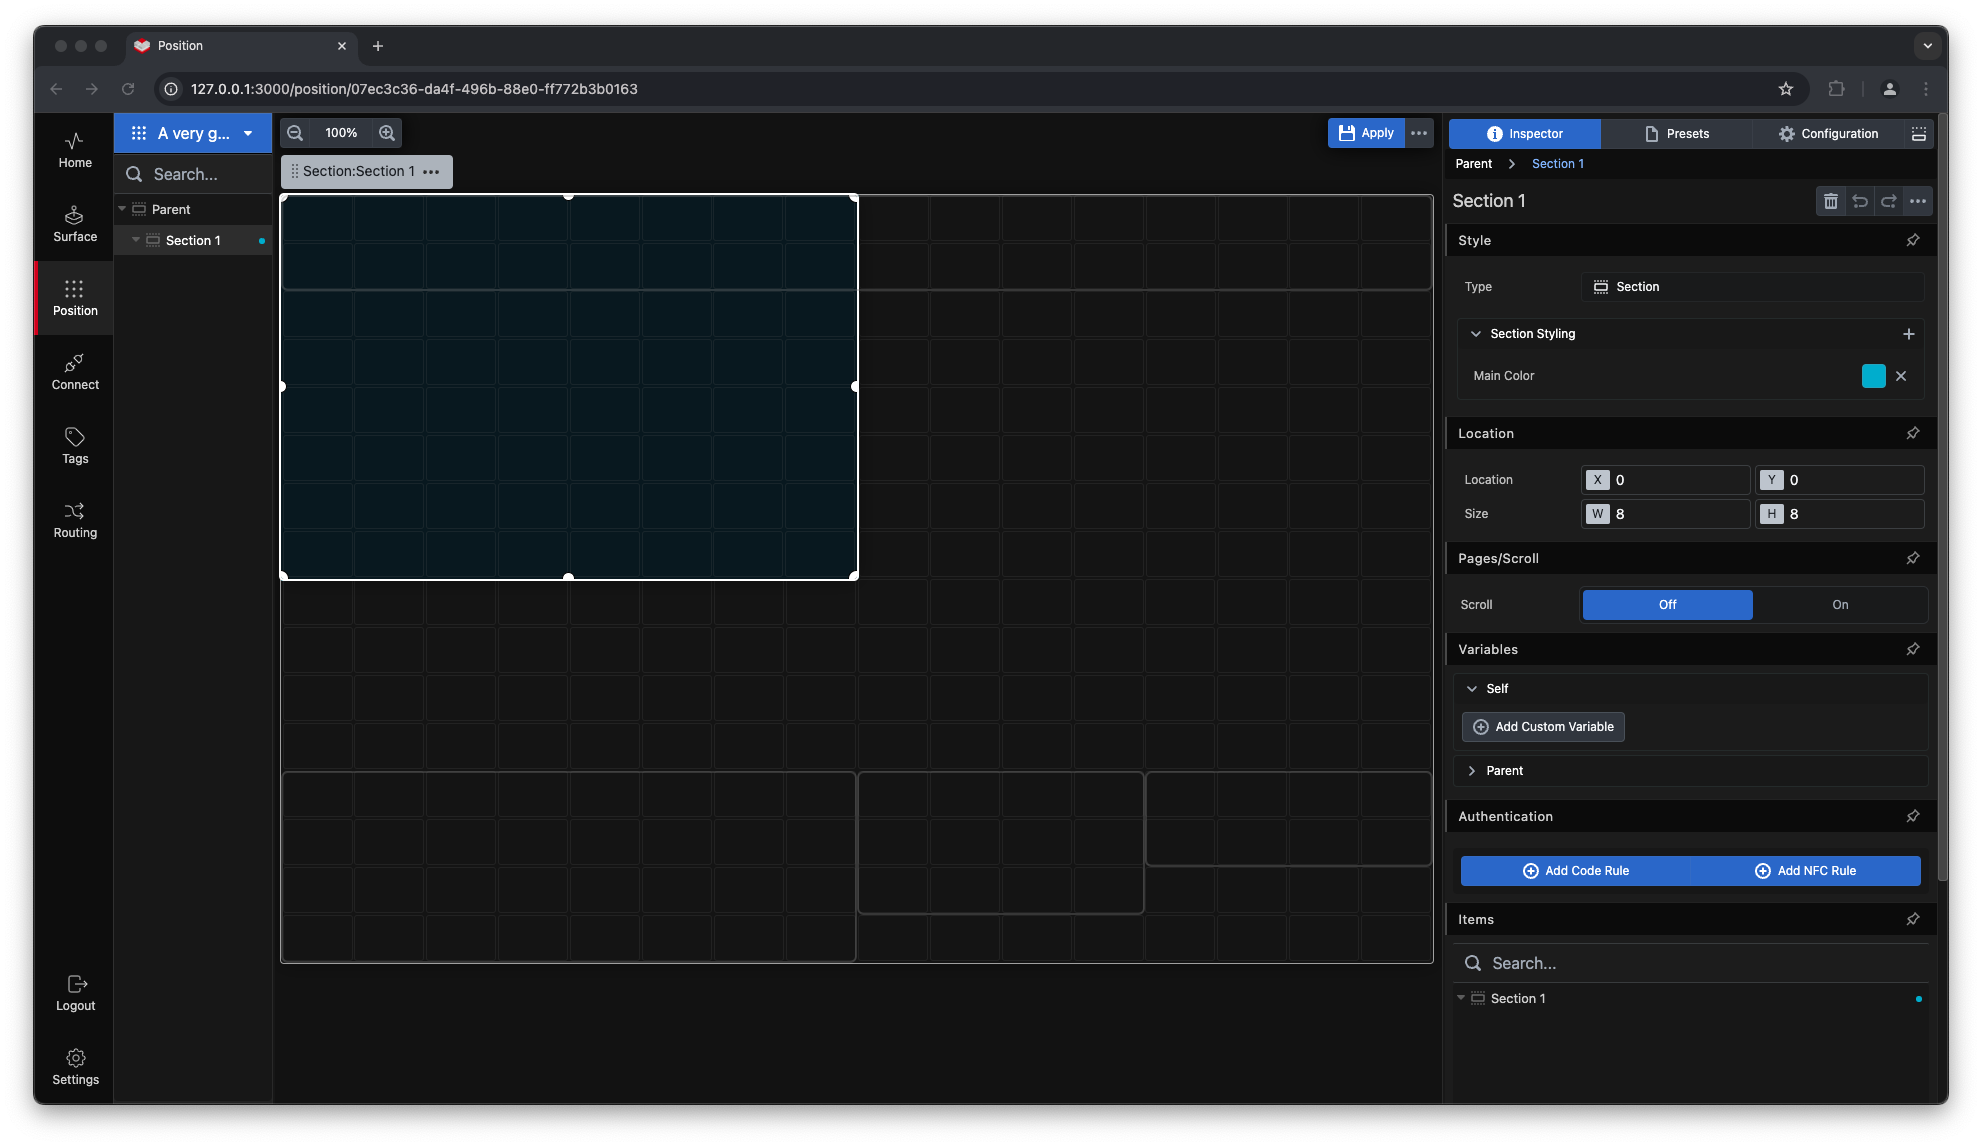 Position
127.0.0.1:3000/position/07ec3c36-da4f-496b-88e0-ff772b3b0163
Home
Surface
Position
Connect
Tags
Routing
Logout
Settings
A very g...
Search...
Parent
Section 1
100%
Apply
Section:Section 1
Inspector
Presets
Configuration
Parent
Section 1
Section 1
Style
Type
Section
Section Styling
Main Color
Location
Location
X 0
Y 0
Size
W 8
H 8
Pages/Scroll
Scroll
Off
On
Variables
Self
Add Custom Variable
Parent
Authentication
Add Code Rule
Add NFC Rule
Items
Search...
Section 1